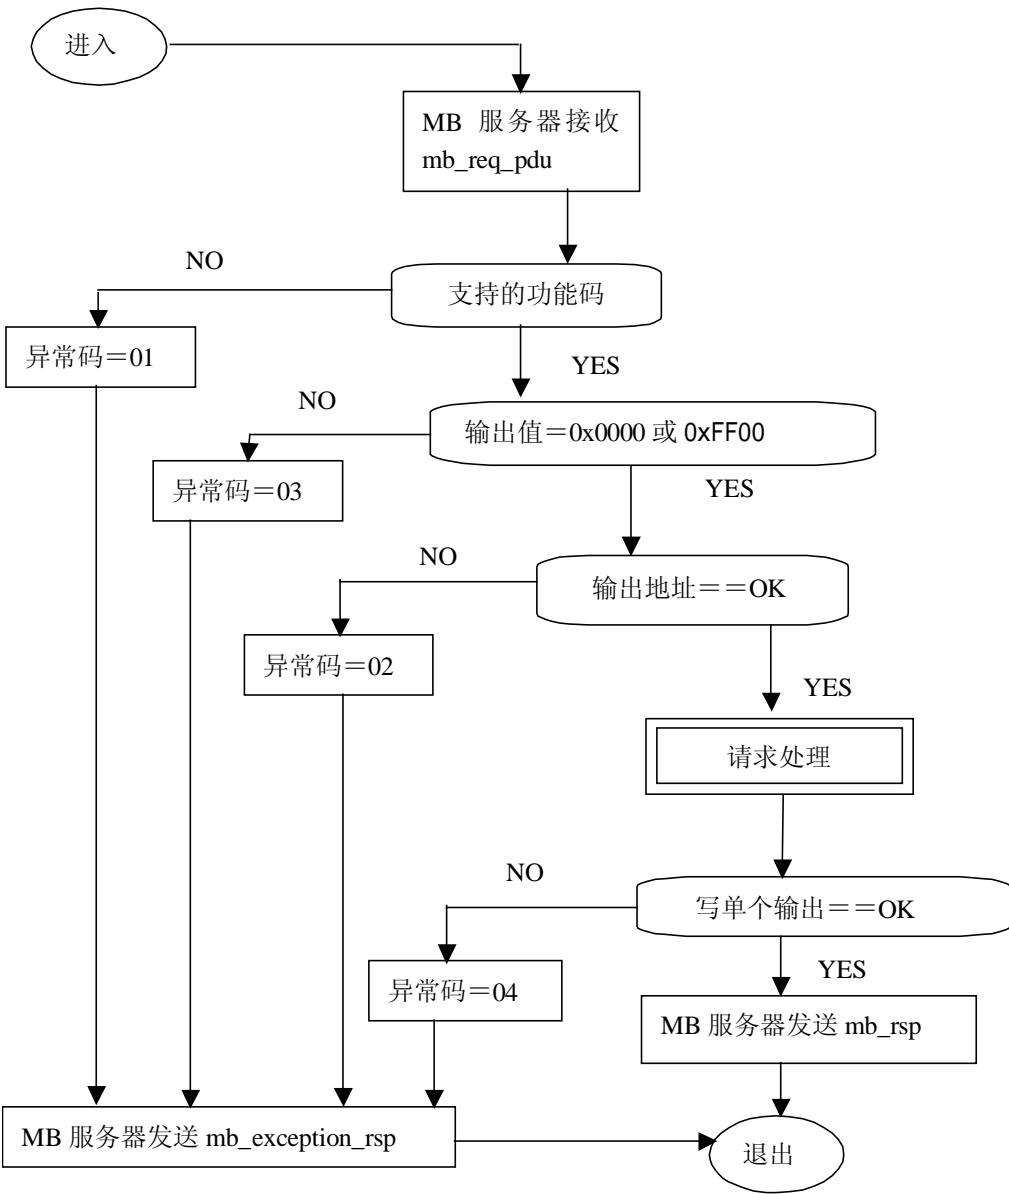 进入
MB 服务器接收
mb_req_pdu
NO
支持的功能码
异常码＝01
YES
NO
输出值＝0x0000 或 0xFF00
异常码＝03
YES
NO
输出地址＝＝OK
异常码＝02
YES
请求处理
NO
写单个输出＝＝OK
异常码＝04
YES
MB 服务器发送 mb_rsp
MB 服务器发送 mb_exception_rsp
退出